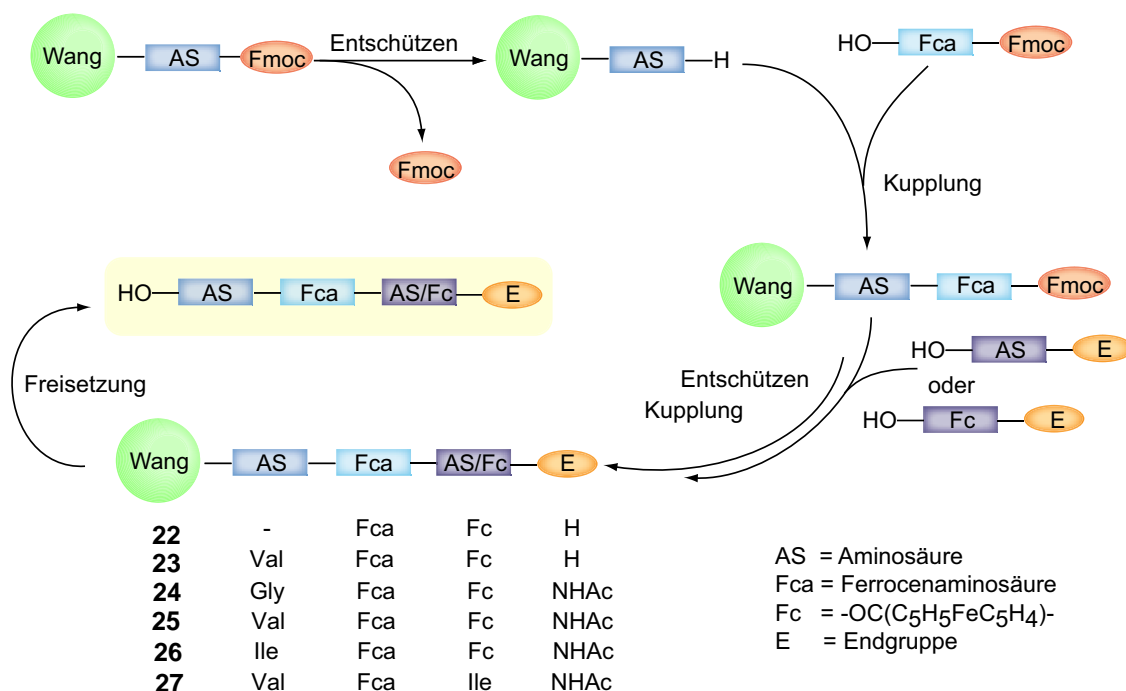 Wang AS Fmoc Entschützen Wang AS H HO Fca Fmoc
Fmoc
Kupplung
HO AS Fca AS/Fc E
Wang AS Fca Fmoc
Freisetzung
HO AS E
Entschützen oder
Kupplung
HO Fc E
Wang AS Fca AS/Fc E
22 - Fca Fc H
23 Val Fca Fc H
24 Gly Fca Fc NHAc
25 Val Fca Fc NHAc
26 Ile Fca Fc NHAc
27 Val Fca Ile NHAc
AS = Aminosäure
Fca = Ferrocenaminosäure
Fc = -OC(C5H5FeC5H4)-
E = Endgruppe